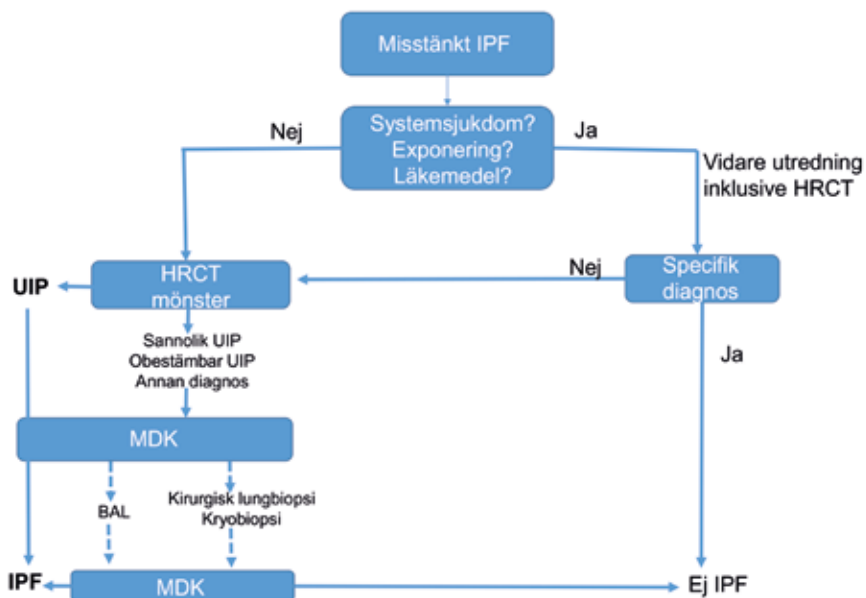 Misstänkt IPF
Nej
Systemsjukdom?
Exponering?
Läkemedel?
Ja
Vidare utredning
inklusive HRCT
UIP
HRCT
mönster
Nej
Specifik
diagnos
Sannolik UIP
Obestämbar UIP
Annan diagnos
Ja
MDK
BAL
Kirurgisk lungbiopsi
Kryobiopsi
IPF
MDK
Ej IPF